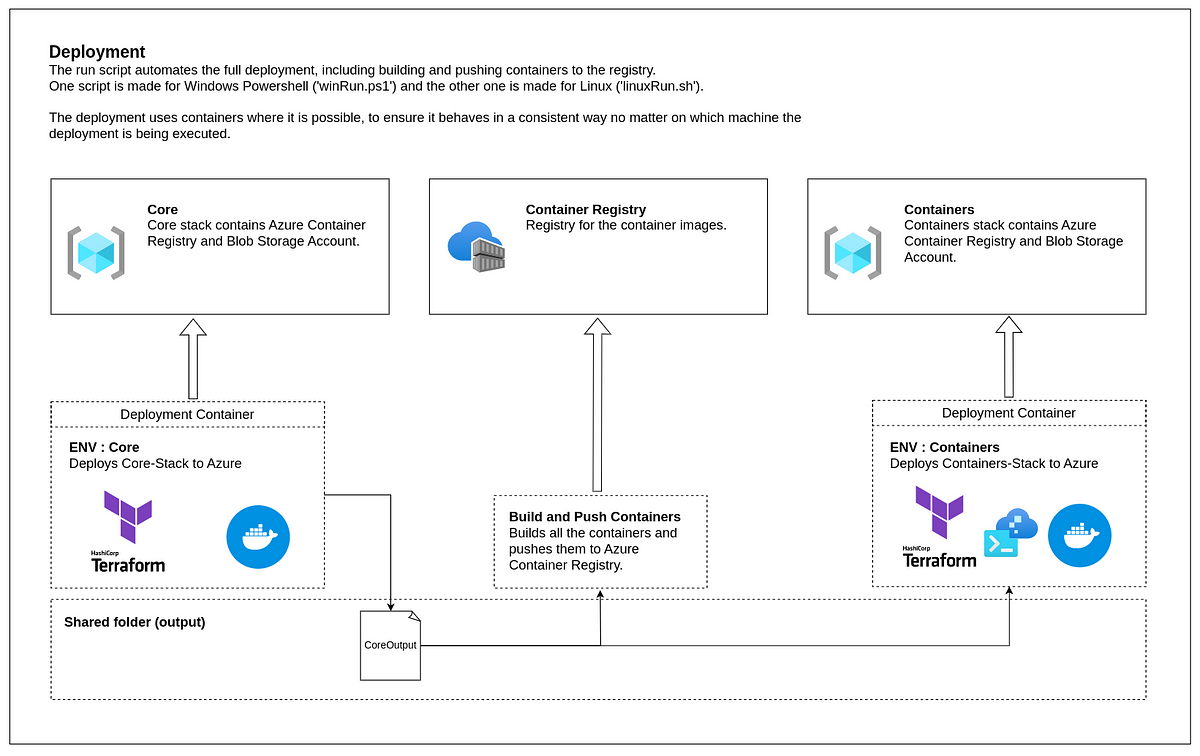 Deployment
The run script automates the full deployment, including building and pushing containers to the registry.
One script is made for Windows Powershell ('winRun.ps1') and the other one is made for Linux ('linuxRun.sh').
The deployment uses containers where it is possible, to ensure it behaves in a consistent way no matter on which machine the
deployment is being executed.
Core
Core stack contains Azure Container
Registry and Blob Storage Account.
Container Registry
Registry for the container images.
Containers
Containers stack contains Azure
Container Registry and Blob Storage
Account.
Deployment Container
ENV : Core
Deploys Core-Stack to Azure
HashiCorp
Terraform
Build and Push Containers
Builds all the containers and
pushes them to Azure
Container Registry.
Deployment Container
ENV : Containers
Deploys Containers-Stack to Azure
HashiCorp
Terraform
Shared folder (output)
CoreOutput